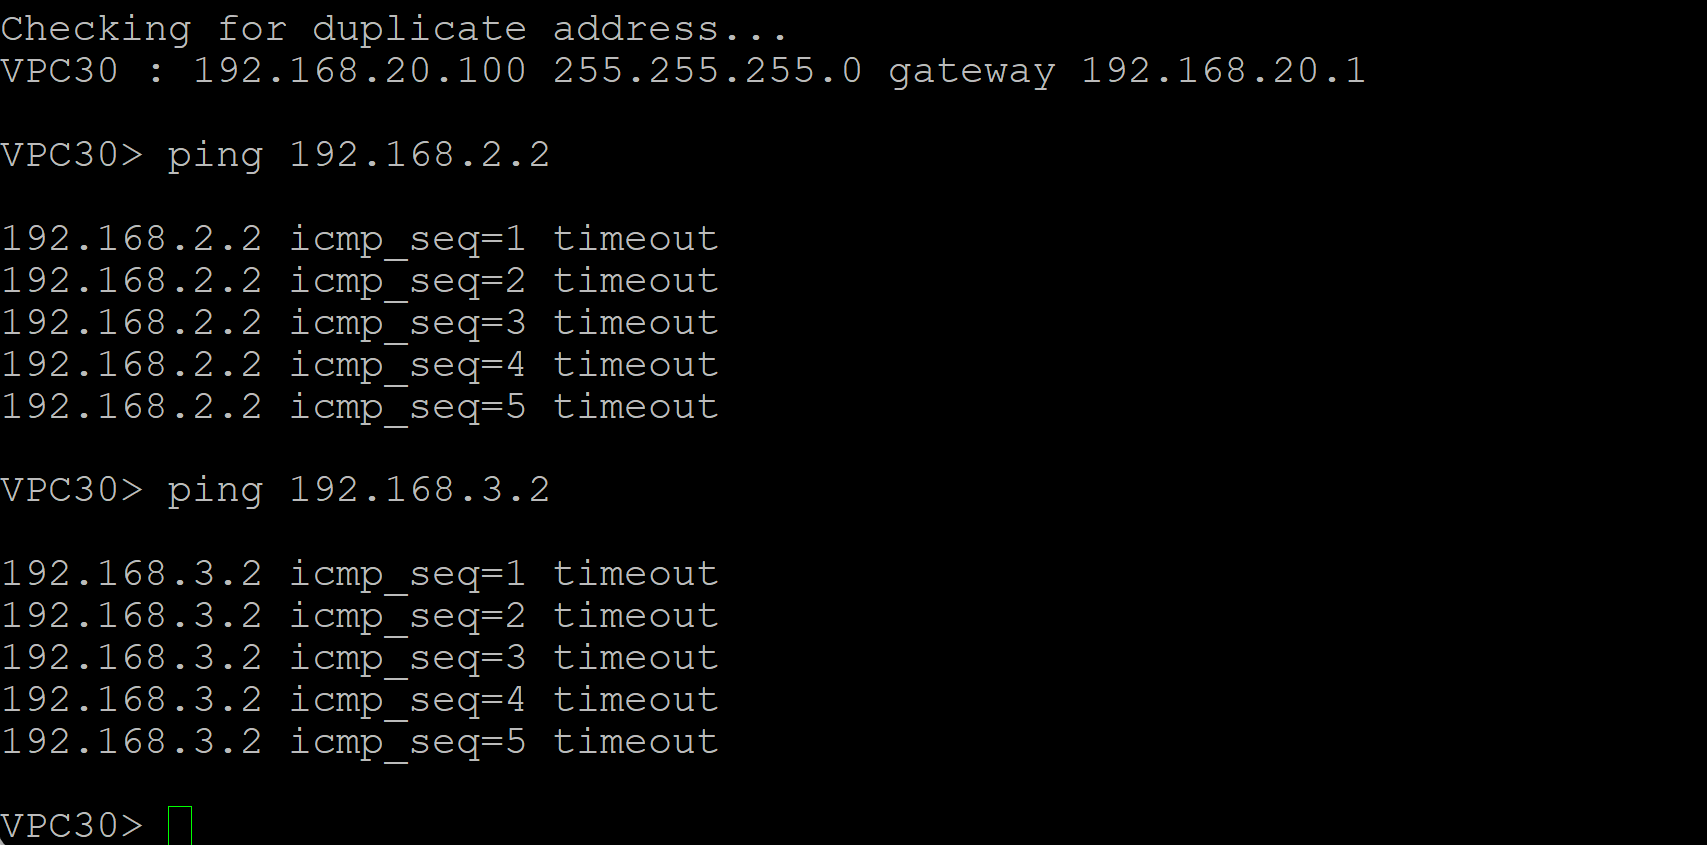 Checking for duplicate address...
VPC30 : 192.168.20.100 255.255.255.0 gateway 192.168.20.1
VPC30> ping 192.168.2.2
192.168.2.2 icmp_seq=1 timeout
192.168.2.2 icmp_seq=2 timeout
192.168.2.2 icmp_seq=3 timeout
192.168.2.2 icmp_seq=4 timeout
192.168.2.2 icmp_seq=5 timeout
VPC30> ping 192.168.3.2
192.168.3.2 icmp_seq=1 timeout
192.168.3.2 icmp_seq=2 timeout
192.168.3.2 icmp_seq=3 timeout
192.168.3.2 icmp_seq=4 timeout
192.168.3.2 icmp_seq=5 timeout
VPC30>